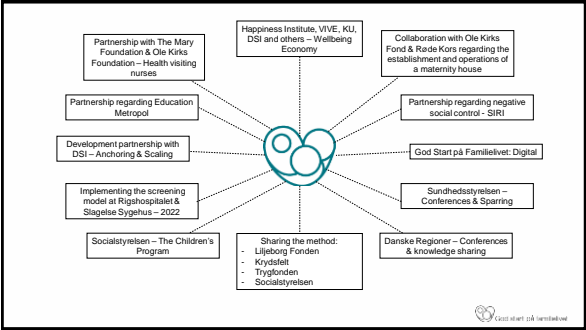 Happiness Institute, VIVE, KU,
DSI and others – Wellbeing
Economy
Partnership with The Mary
Foundation & Ole Kirks
Foundation – Health visiting
nurses
Collaboration with Ole Kirks
Fond & Røde Kors regarding the
establishment and operations of
a maternity house
Partnership regarding Education
Metropol
Partnership regarding negative
social control - SIRI
Development partnership with
DSI – Anchoring & Scaling
God Start på Familielivet: Digital
Implementing the screening
model at Rigshospitalet &
Slagelse Sygehus – 2022
Sundhedsstyrelsen –
Conferences & Sparring
Socialstyrelsen – The Children's
Program
Sharing the method:
- Liljeborg Fonden
- Krydsfelt
- Trygfonden
- Socialstyrelsen
Danske Regioner – Conferences
& knowledge sharing
God start på familielivet